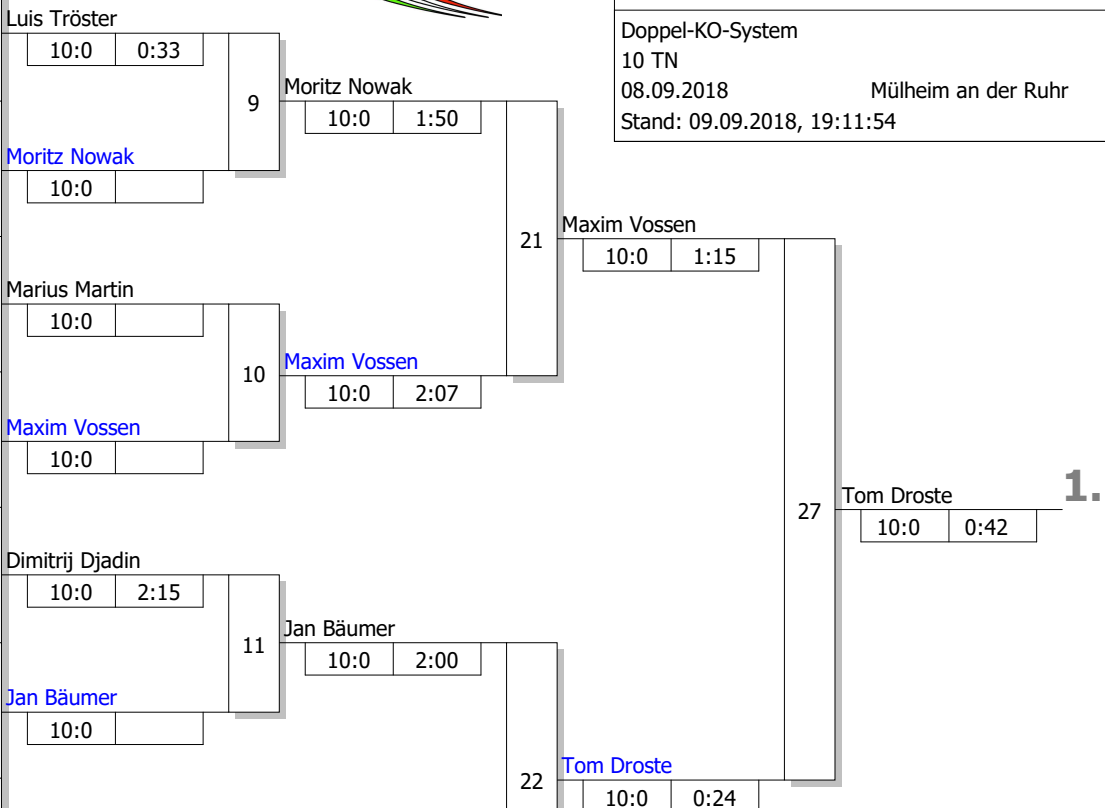 Luis Tröster
10:0 0:33
Doppel-KO-System
10 TN
08.09.2018 Mülheim an der Ruhr
Stand: 09.09.2018, 19:11:54
9
Moritz Nowak
10:0 1:50
Moritz Nowak
10:0
21
Maxim Vossen
10:0 1:15
Marius Martin
10:0
10
Maxim Vossen
10:0 2:07
Maxim Vossen
10:0
27
Tom Droste
1.
10:0 0:42
Dimitrij Djadin
10:0 2:15
11
Jan Bäumer
10:0 2:00
Jan Bäumer
10:0
22
Tom Droste
10:0 0:24